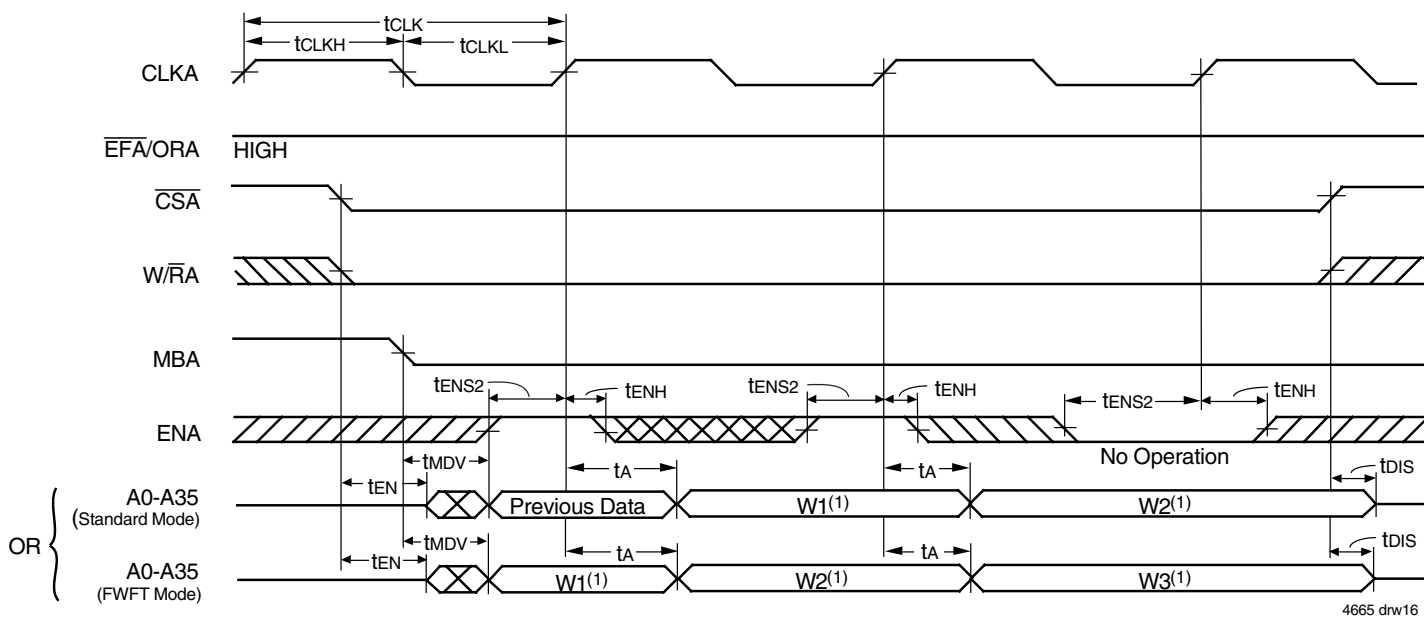 tCLK
tCLKH tCLKL
CLKA
EFA/ORA HIGH
CSA
W/RA
MBA
tENS2 tENH tENS2 tENH tENS2 tENH
ENA
No Operation
tMDV tA tA tDIS
tEN
A0-A35 (Standard Mode) Previous Data W1(1) W2(1)
OR
tMDV tA tA tDIS
tEN
A0-A35 (FWFT Mode) W1(1) W2(1) W3(1)
4665 drw16